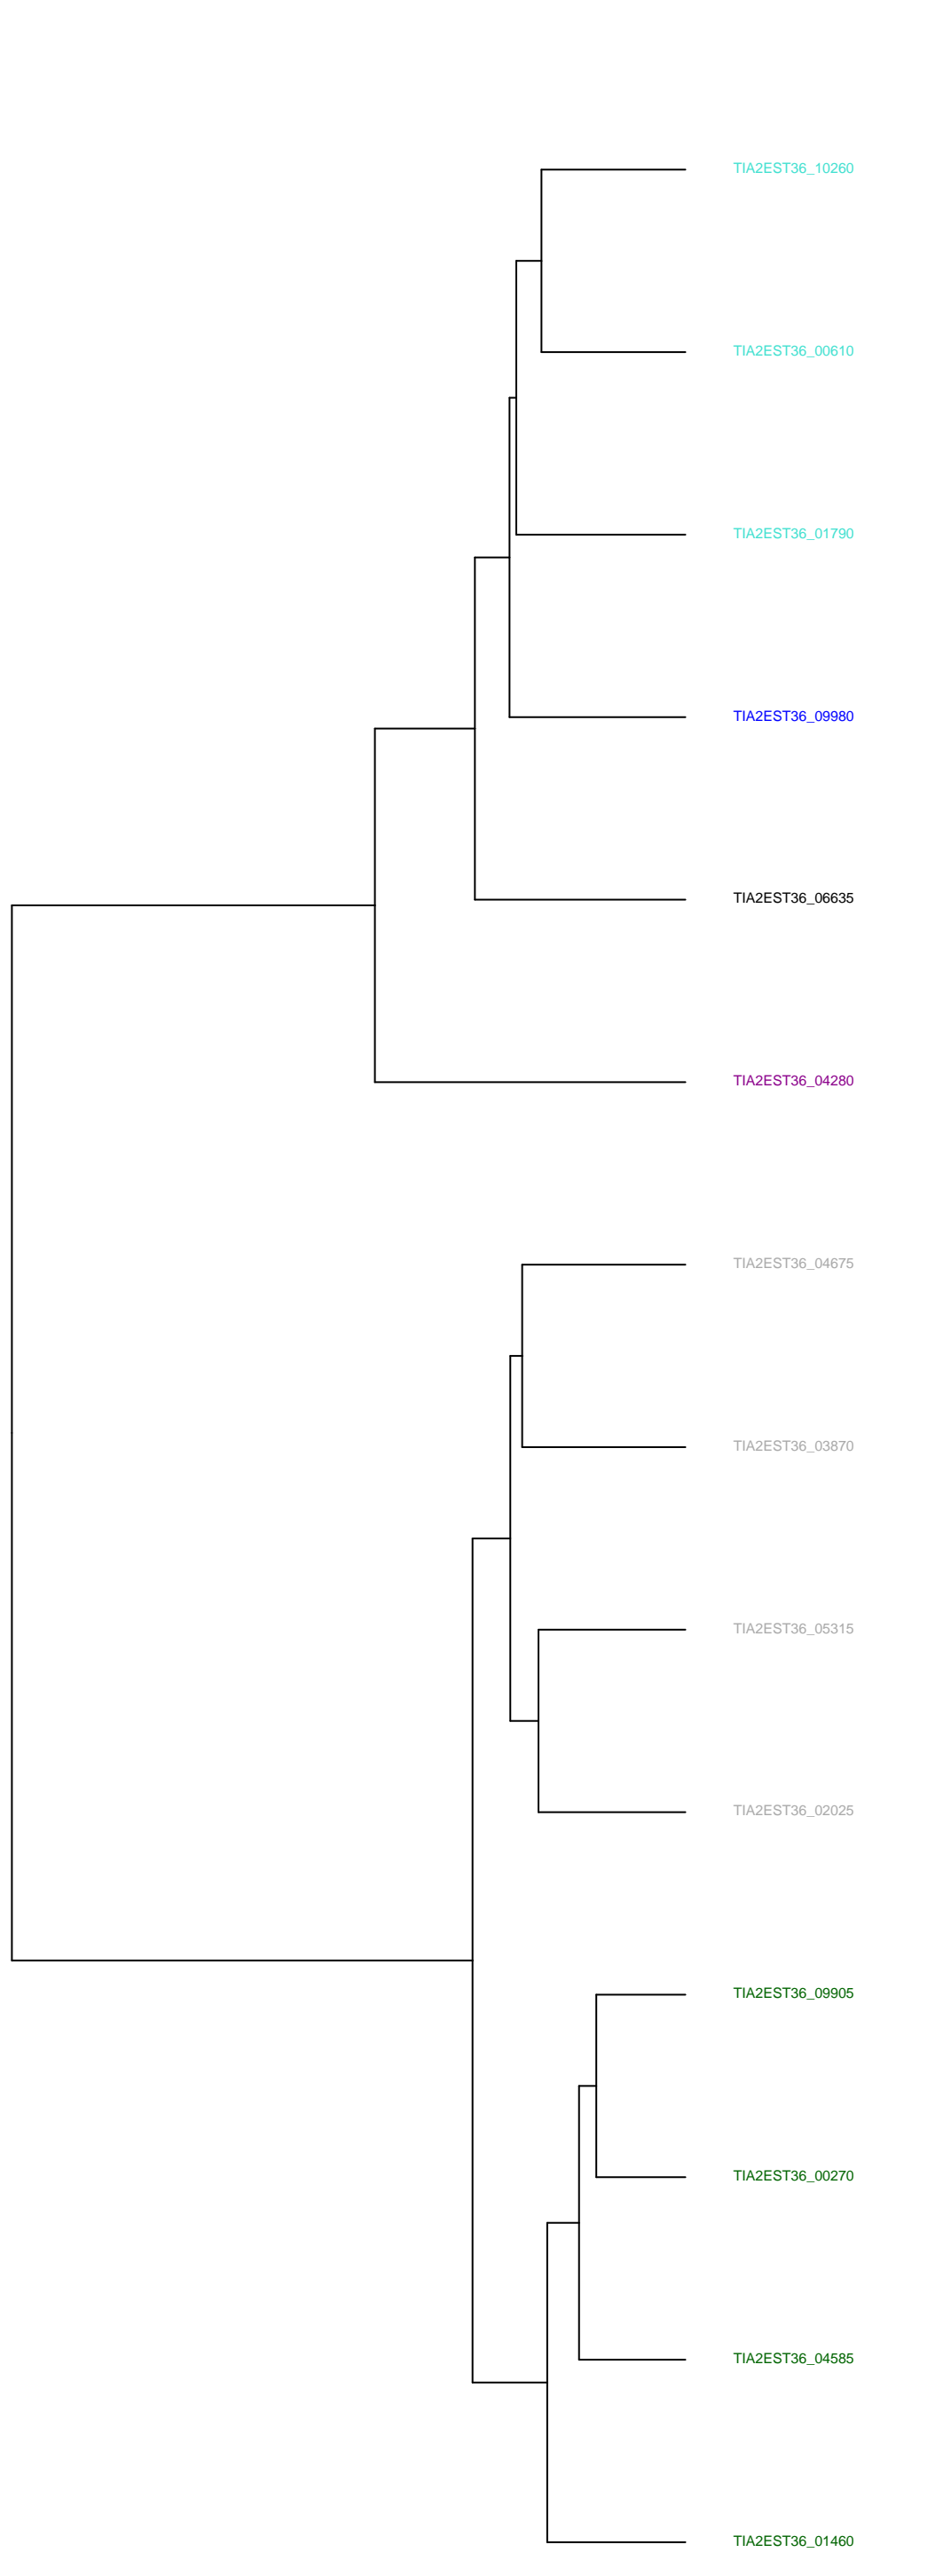 TIA2EST36_10260
TIA2EST36_00610
TIA2EST36_01790
TIA2EST36_09980
TIA2EST36_06635
TIA2EST36_04280
TIA2EST36_04675
TIA2EST36_03870
TIA2EST36_05315
TIA2EST36_02025
TIA2EST36_09905
TIA2EST36_00270
TIA2EST36_04585
TIA2EST36_01460